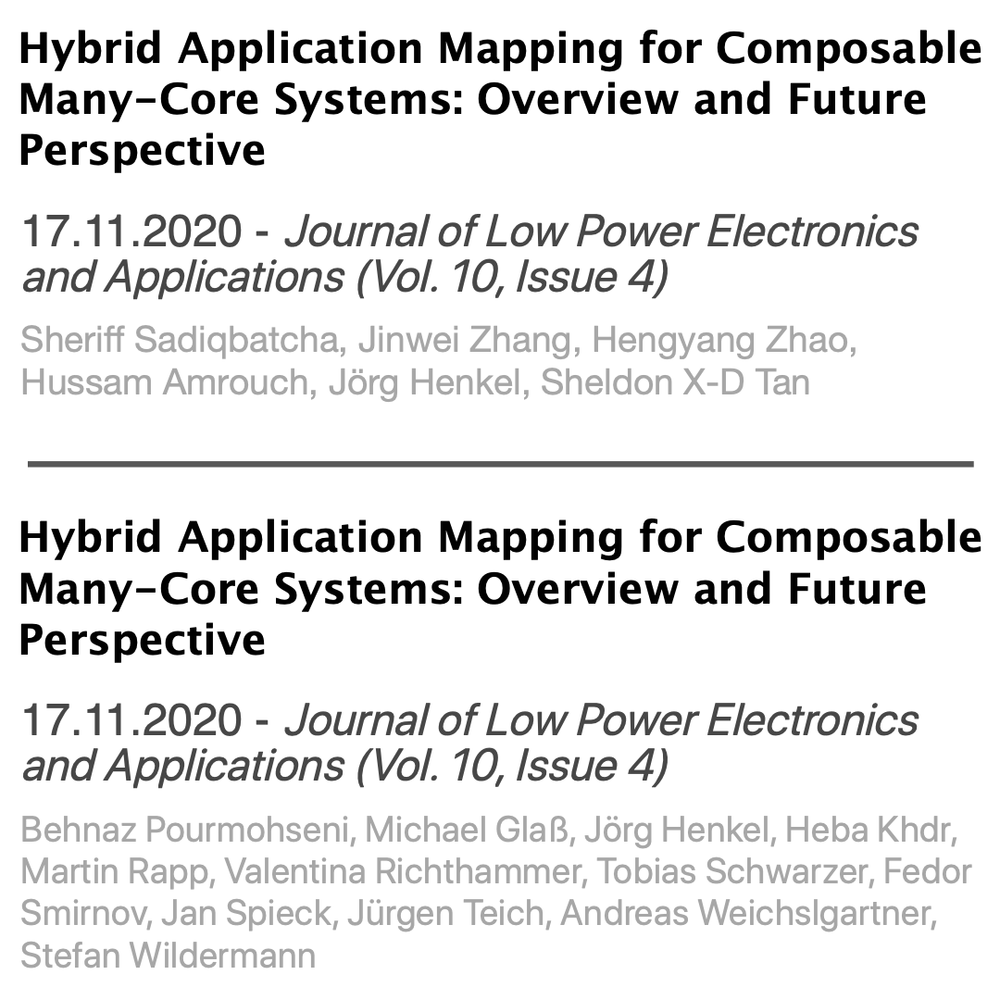 Hybrid Application Mapping for Composable
Many-Core Systems: Overview and Future
Perspective
17.11.2020 - Journal of Low Power Electronics
and Applications (Vol. 10, Issue 4)
Sheriff Sadiqbatcha, Jinwei Zhang, Hengyang Zhao,
Hussam Amrouch, Jörg Henkel, Sheldon X-D Tan
Hybrid Application Mapping for Composable
Many-Core Systems: Overview and Future
Perspective
17.11.2020 - Journal of Low Power Electronics
and Applications (Vol. 10, Issue 4)
Behnaz Pourmohseni, Michael Glaß, Jörg Henkel, Heba Khdr,
Martin Rapp, Valentina Richthammer, Tobias Schwarzer, Fedor
Smirnov, Jan Spieck, Jürgen Teich, Andreas Weichslgartner,
Stefan Wildermann